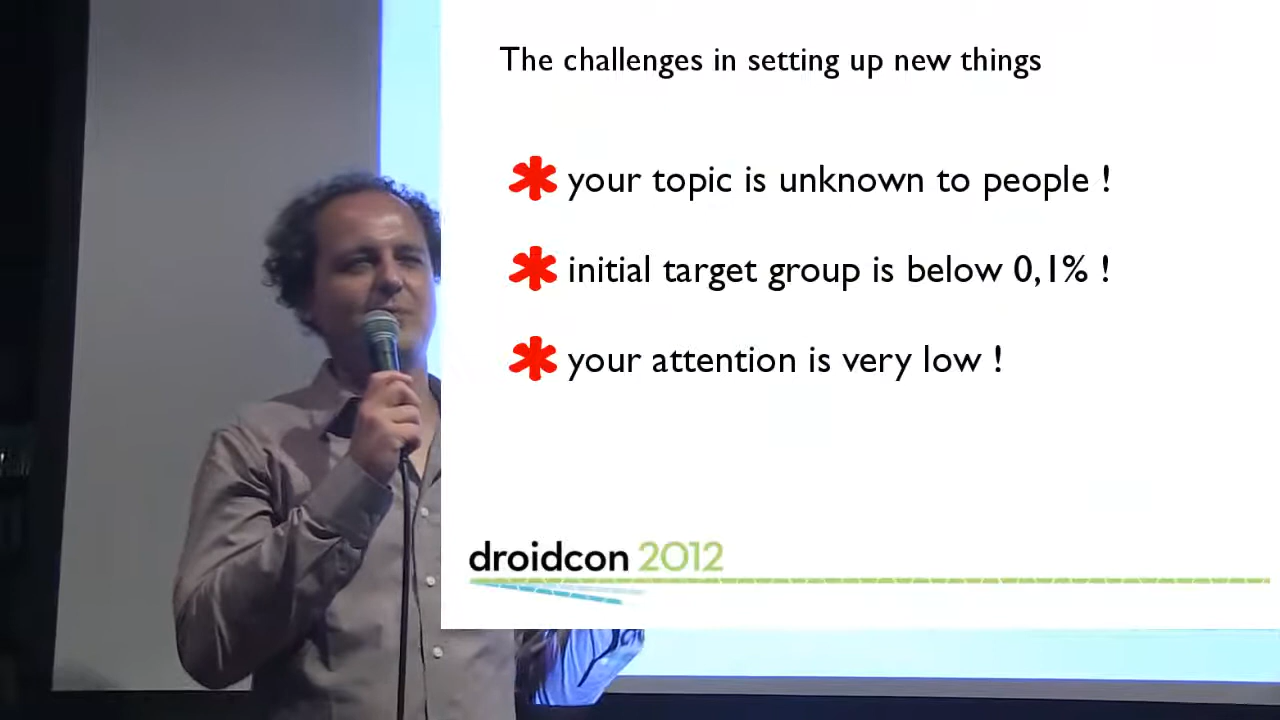 The challenges in setting up new things
your topic is unknown to people !
initial target group is below 0,1% !
your attention is very low !
droidcon 2012